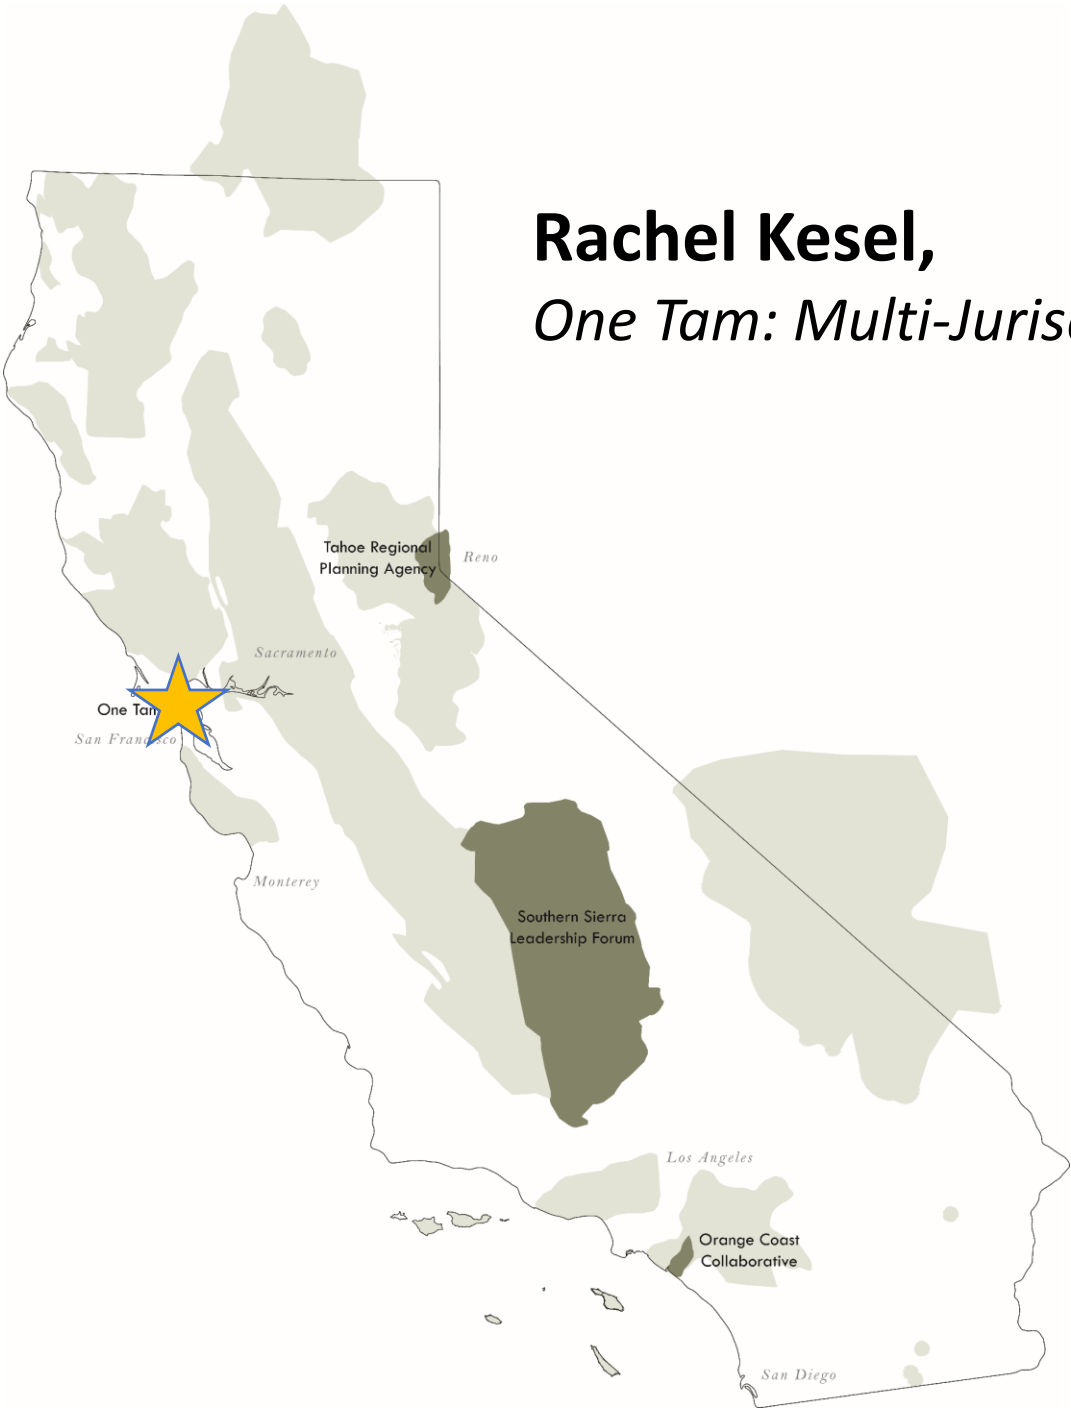 Rachel Kesel,
One Tam: Multi-Juris
Tahoe Regional
Planning Agency
Reno
Sacramento
One Tam
San Francisco
Monterey
Southern Sierra
Leadership Forum
Los Angeles
Orange Coast
Collaborative
San Diego